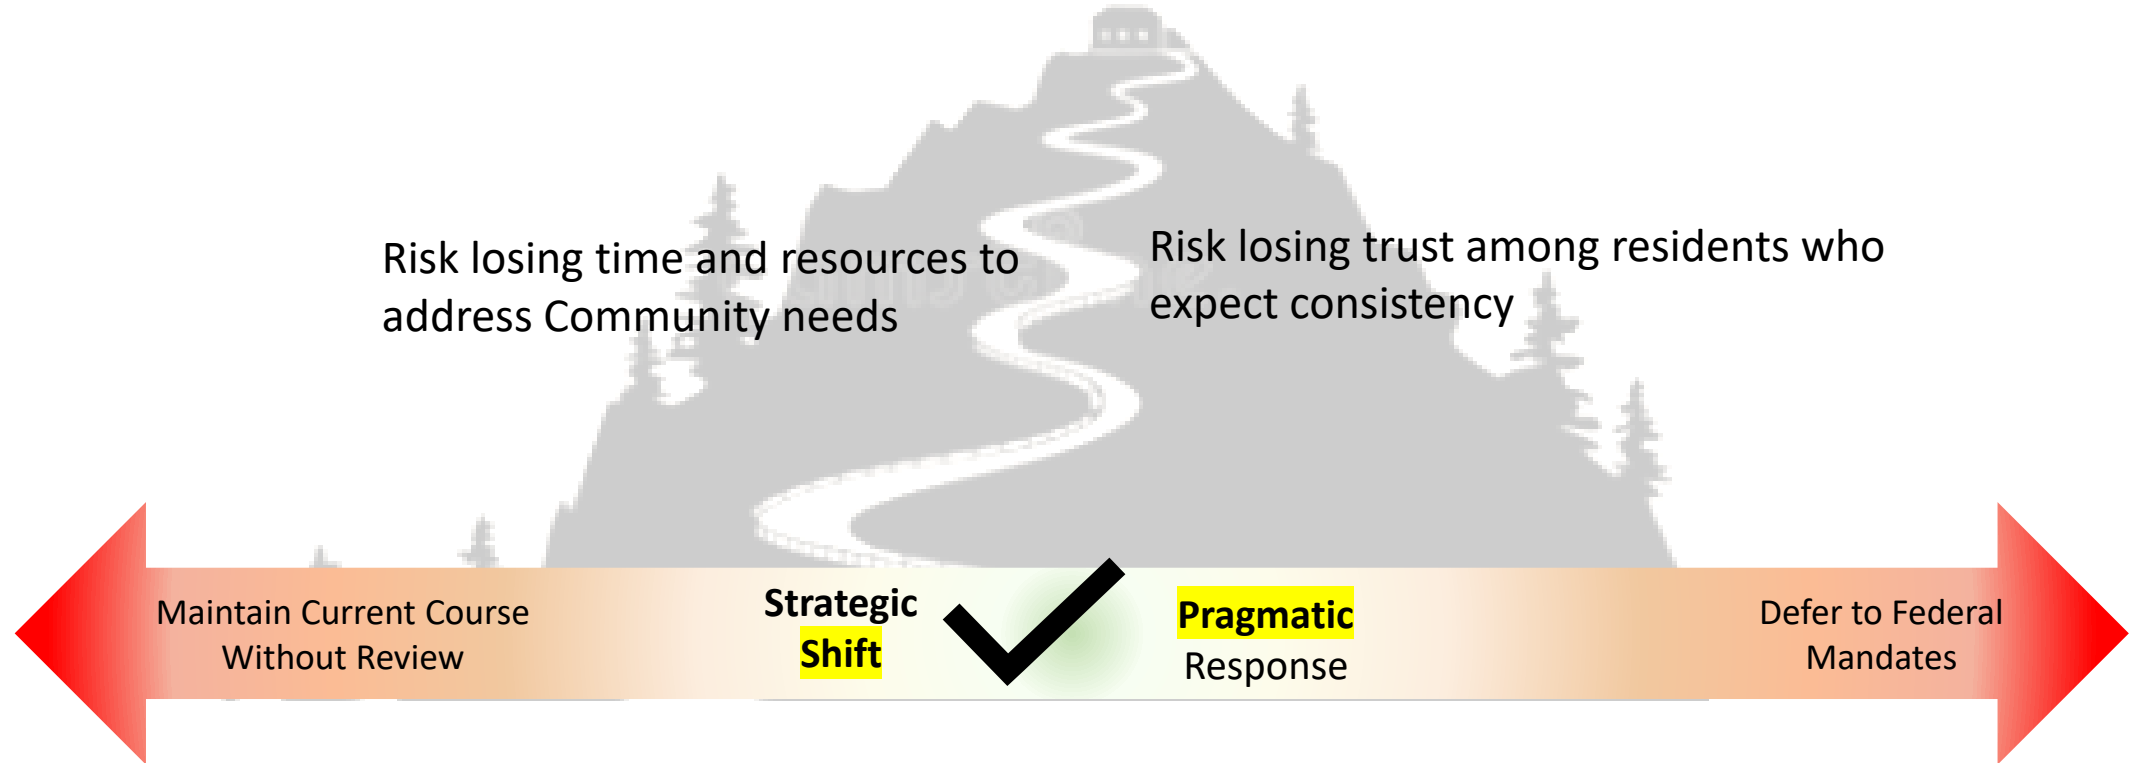 Risk losing time and resources to
address Community needs
Risk losing trust among residents who
expect consistency
Maintain Current Course
Without Review
Strategic
Shift
Pragmatic
Response
Defer to Federal
Mandates